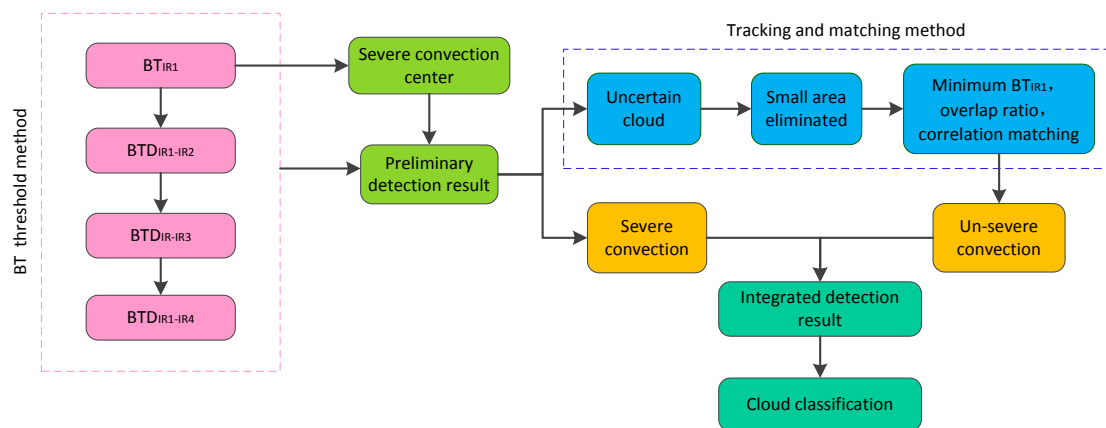 Tracking and matching method
BT threshold method
BTIR1
BTDIR1-IR2
BTDIR-IR3
BTDIR1-IR4
Severe convection
center
Preliminary
detection result
Uncertain
cloud
Small area
eliminated
Minimum BTIR1，
overlap ratio，
correlation matching
Severe
convection
Un-severe
convection
Integrated detection
result
Cloud classification